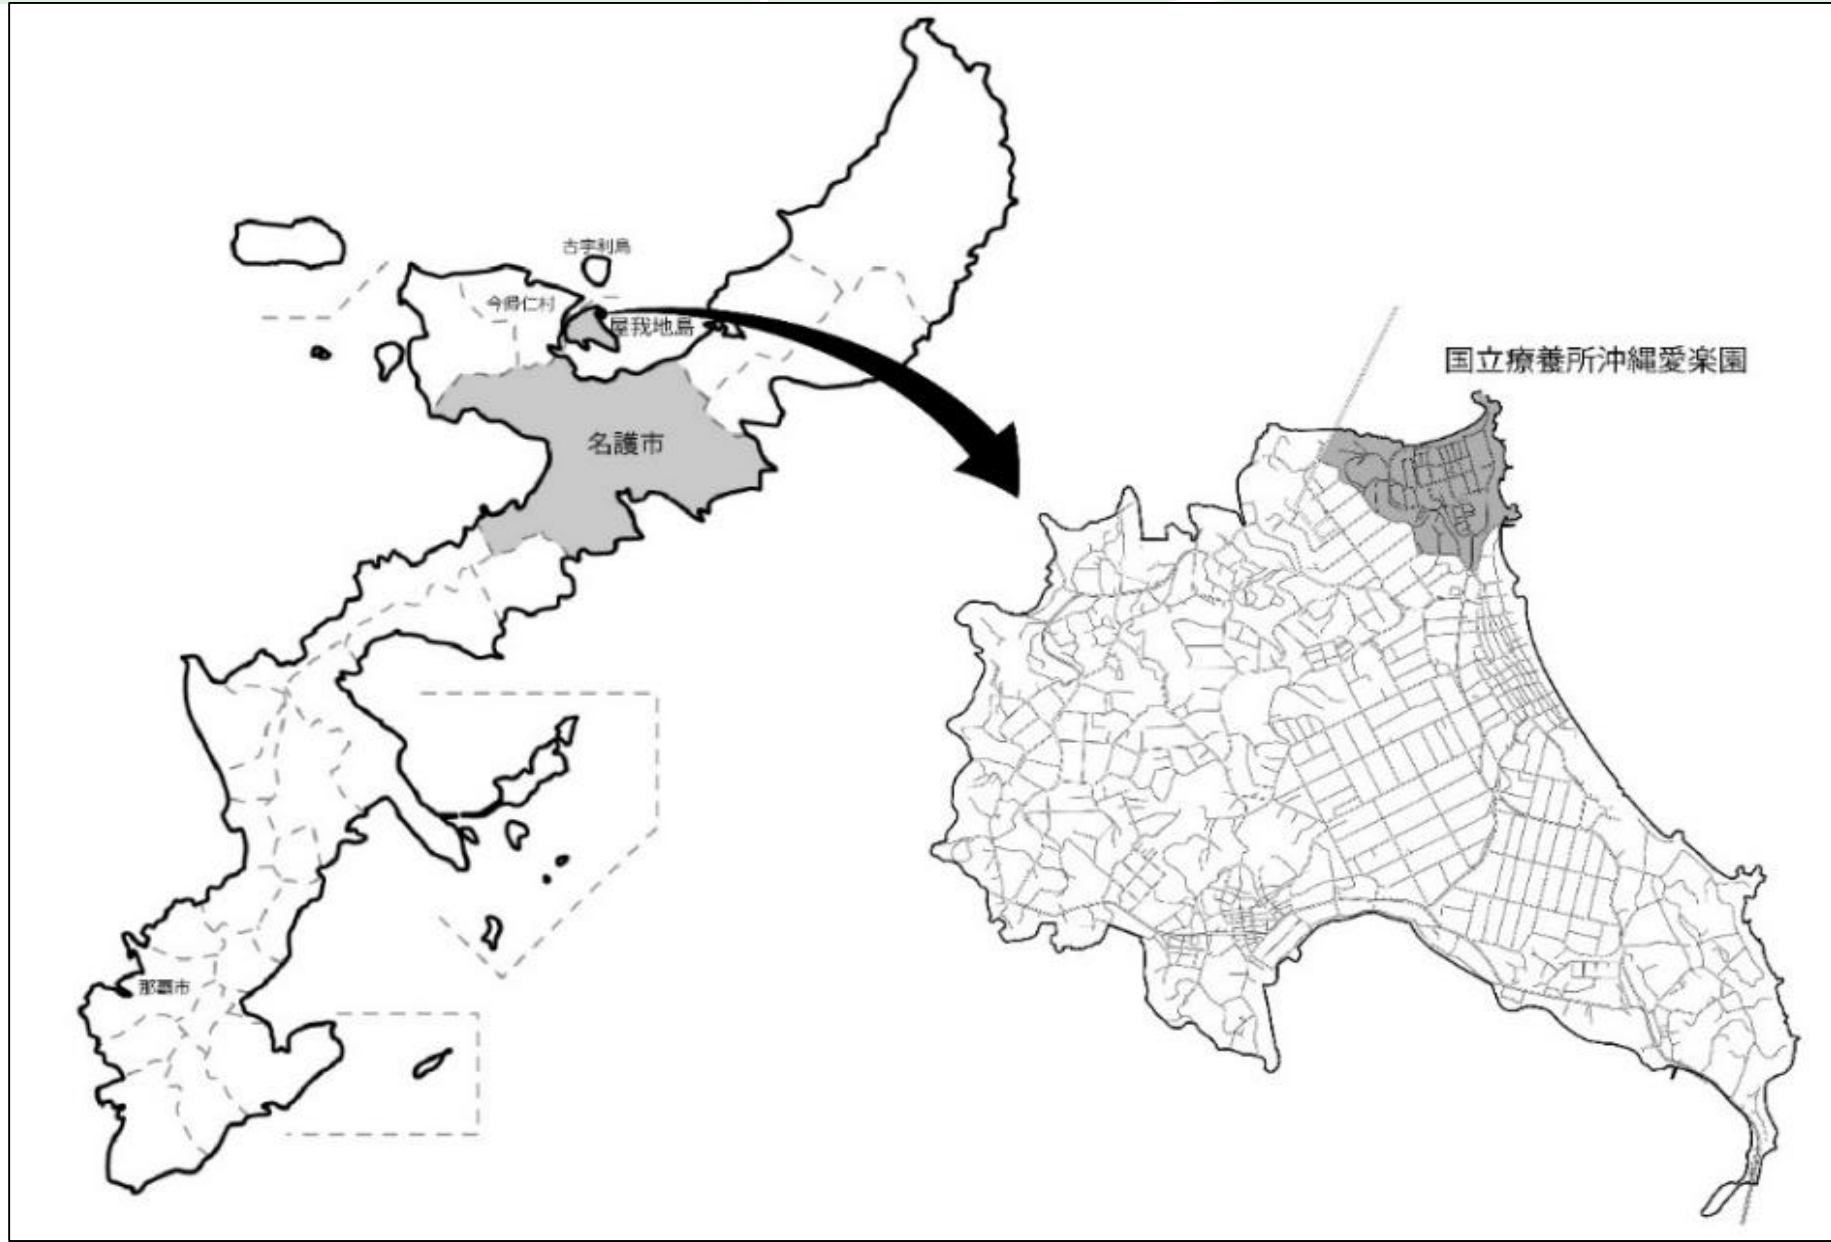 古宇利島
今帰仁村
屋我地島
国立療養所沖縄愛楽園
名護市
那覇市